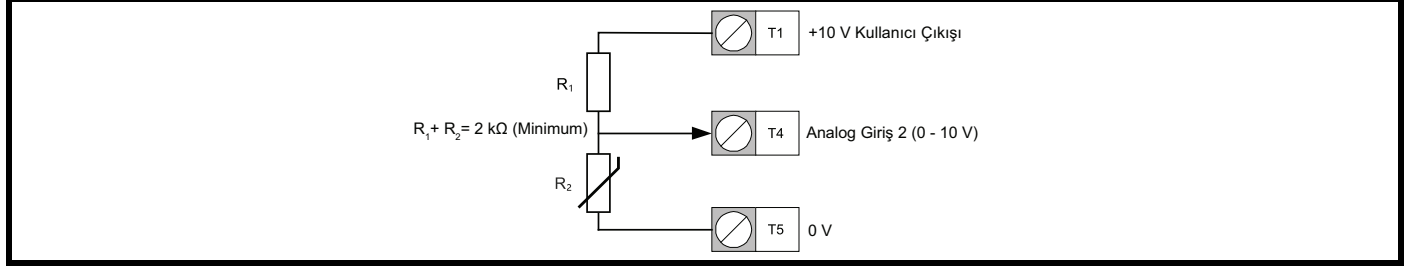 T1 +10 V Kullanıcı Çıkışı
R₁
R₁+ R₂= 2 kΩ (Minimum)
T4 Analog Giriş 2 (0 - 10 V)
R₂
T5 0 V